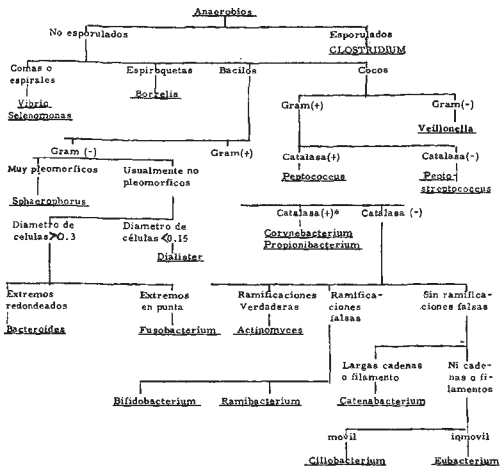 Anaerobios
No esporulados
Esporulados
CLOSTRIDIUM
Comas o
espirales
Vibrio
Selenomonas
Espiroquetas
Borrelia
Bacilos
Cocos
Gram(+)
Gram(-)
Veillonella
Gram (-)
Gram(+)
Catalasa(+)
Peptococcus
Catalasa(-)
Pepto-
streptococcus
Muy pleomorficos
Sphaerophorus
Usualmente no
pleomorficos
Diametro de
celulas>0.3
Diametro de
células<0.15
Dialister
Catalasa(+)*
Corynebacterium
Propionibacterium
Catalasa (-)
Extremos
redondeados
Bacteroides
Extremos
en punta
Fusobacterium
Ramificaciones
Verdaderas
Actinomyces
Ramifica-
ciones
falsas
Sin ramifica-
ciones falsas
Largas cadenas
o filamento
Catenabacterium
Ni cade-
nas o fi-
lamentos
Bifidobacterium
Ramibacterium
movil
Cillobacterium
inmovil
Eubacterium